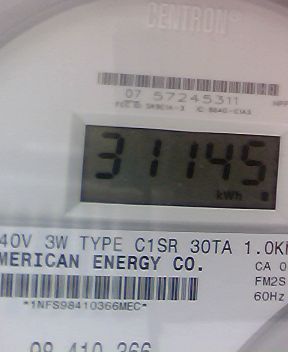 CENTRON®
07 57245311
31145
kWh
40V 3W TYPE C1SR 30TA 1.0K
MERICAN ENERGY CO.
CA 0
FM2S
60Hz
*1NFS98410366MEC*
98 410 366